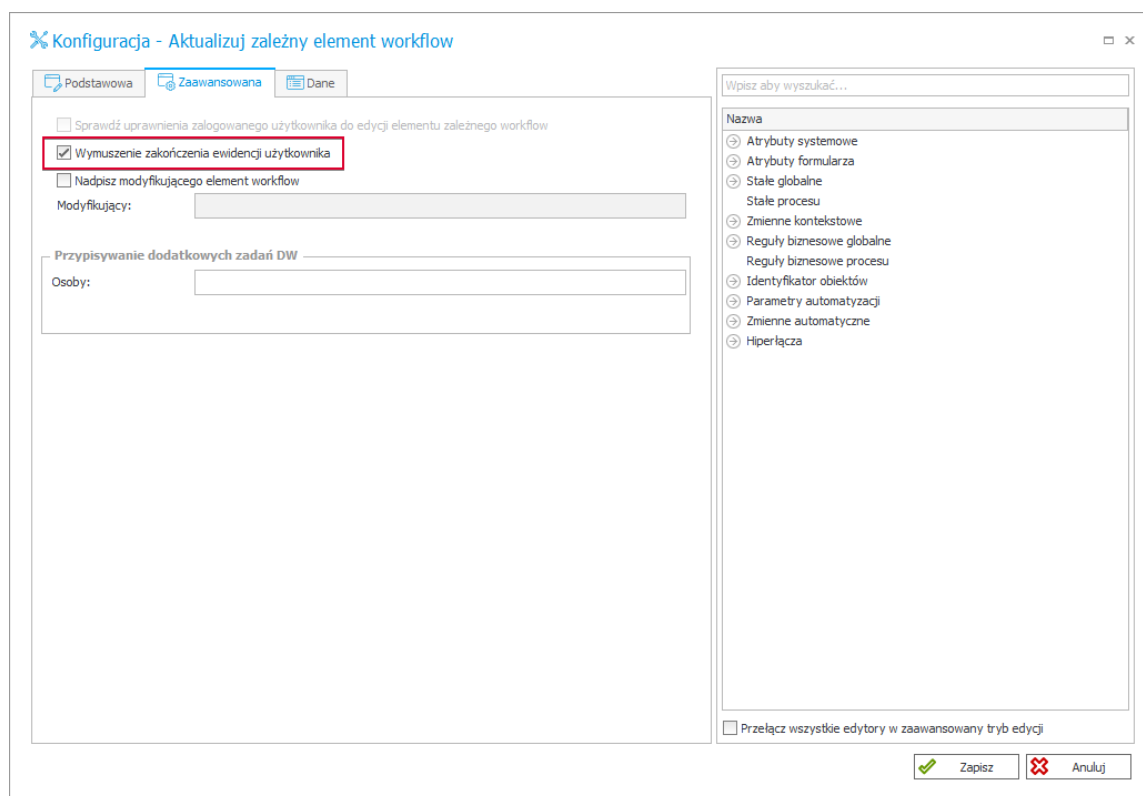 Konfiguracja - Aktualizuj zależny element workflow
Podstawowa
Zaawansowana
Dane
Sprawdź uprawnienia zalogowanego użytkownika do edycji elementu zależnego workflow
Wymuszenie zakończenia ewidencji użytkownika
Nadpisz modyfikującego element workflow
Modyfikujący:
Przypisywanie dodatkowych zadań DW
Osoby:
Wpisz aby wyszukać...
Nazwa
Atrybuty systemowe
Atrybuty formularza
Stałe globalne
Stałe procesu
Zmienne kontekstowe
Reguły biznesowe globalne
Reguły biznesowe procesu
Identyfikator obiektów
Parametry automatyzacji
Zmienne automatyczne
Hiperłącza
Przełącz wszystkie edytory w zaawansowany tryb edycji
Zapisz
Anuluj